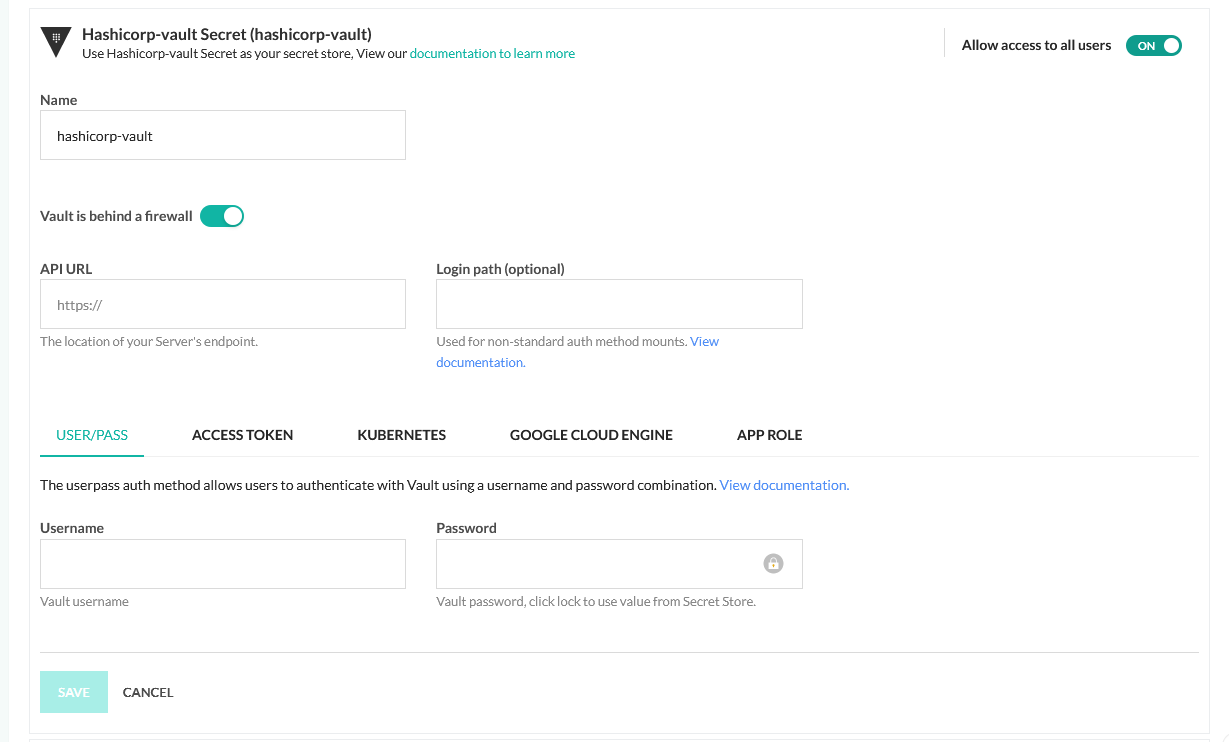 Hashicorp-vault Secret (hashicorp-vault)
Use Hashicorp-vault Secret as your secret store, View our documentation to learn more
Allow access to all users
ON
Name
hashicorp-vault
Vault is behind a firewall
API URL
https://
The location of your Server's endpoint.
Login path (optional)
Used for non-standard auth method mounts. View
documentation.
USER/PASS ACCESS TOKEN KUBERNETES GOOGLE CLOUD ENGINE APP ROLE
The userpass auth method allows users to authenticate with Vault using a username and password combination. View documentation.
Username
Vault username
Password
Vault password, click lock to use value from Secret Store.
SAVE CANCEL